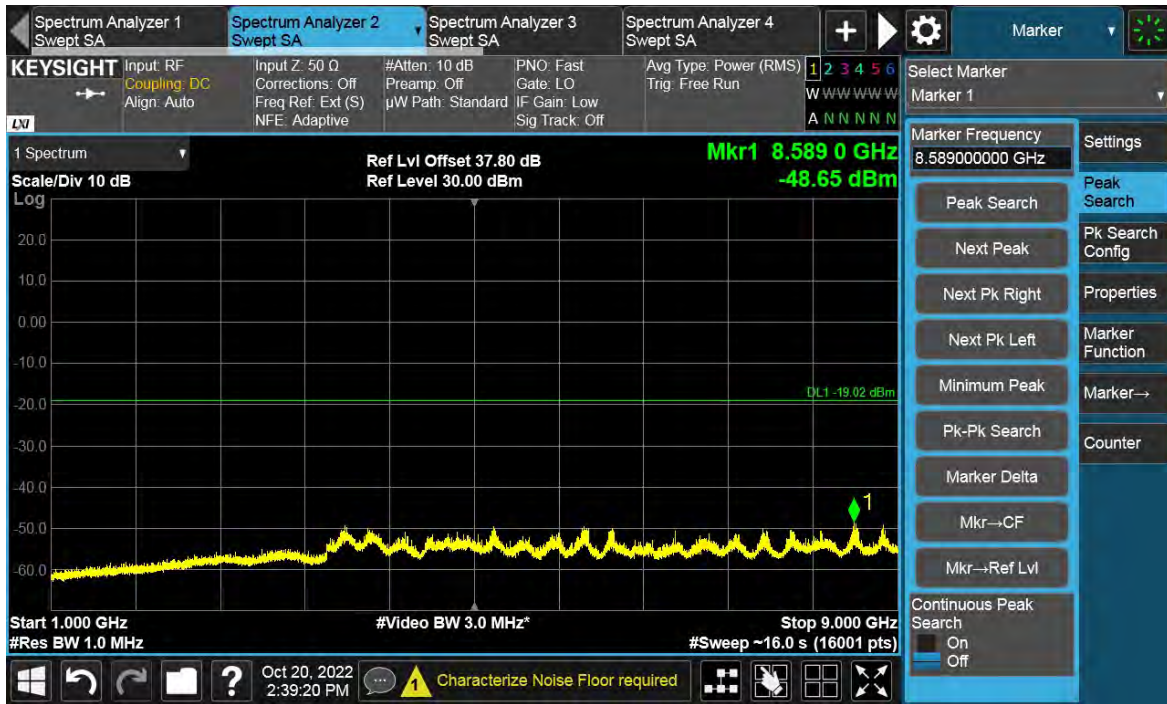 Spectrum Analyzer 1
Swept SA
Spectrum Analyzer 2
Swept SA
Spectrum Analyzer 3
Swept SA
Spectrum Analyzer 4
Swept SA
+
Marker
KEYSIGHT
LXI
Input: RF
Coupling: DC
Align: Auto
Input Z: 50 Ω
Corrections: Off
Freq Ref: Ext (S)
NFE: Adaptive
#Atten: 10 dB
Preamp: Off
µW Path: Standard
PNO: Fast
Gate: LO
IF Gain: Low
Sig Track: Off
Avg Type: Power (RMS)
Trig: Free Run
1 2 3 4 5 6
W W W W W W
A N N N N N
Select Marker
Marker 1
1 Spectrum
Scale/Div 10 dB
Log
Ref Lvl Offset 37.80 dB
Ref Level 30.00 dBm
Mkr1 8.589 0 GHz
-48.65 dBm
20.0
10.0
0.00
-10.0
-20.0
-30.0
-40.0
-50.0
-60.0
DL1 -19.02 dBm
1
Start 1.000 GHz
#Res BW 1.0 MHz
#Video BW 3.0 MHz*
Stop 9.000 GHz
#Sweep ~16.0 s (16001 pts)
Marker Frequency
8.589000000 GHz
Peak Search
Next Peak
Next Pk Right
Next Pk Left
Minimum Peak
Pk-Pk Search
Marker Delta
Mkr→CF
Mkr→Ref Lvl
Continuous Peak
Search
On
Off
Settings
Peak
Search
Pk Search
Config
Properties
Marker
Function
Marker→
Counter
?
Oct 20, 2022
2:39:20 PM
1
Characterize Noise Floor required